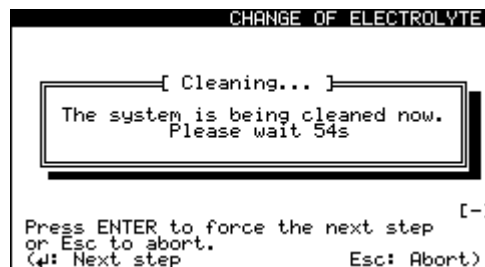 CHANGE OF ELECTROLYTE
[ Cleaning... ]
The system is being cleaned now.
Please wait 54s
[-]
Press ENTER to force the next step
or Esc to abort.
(↵: Next step Esc: Abort)